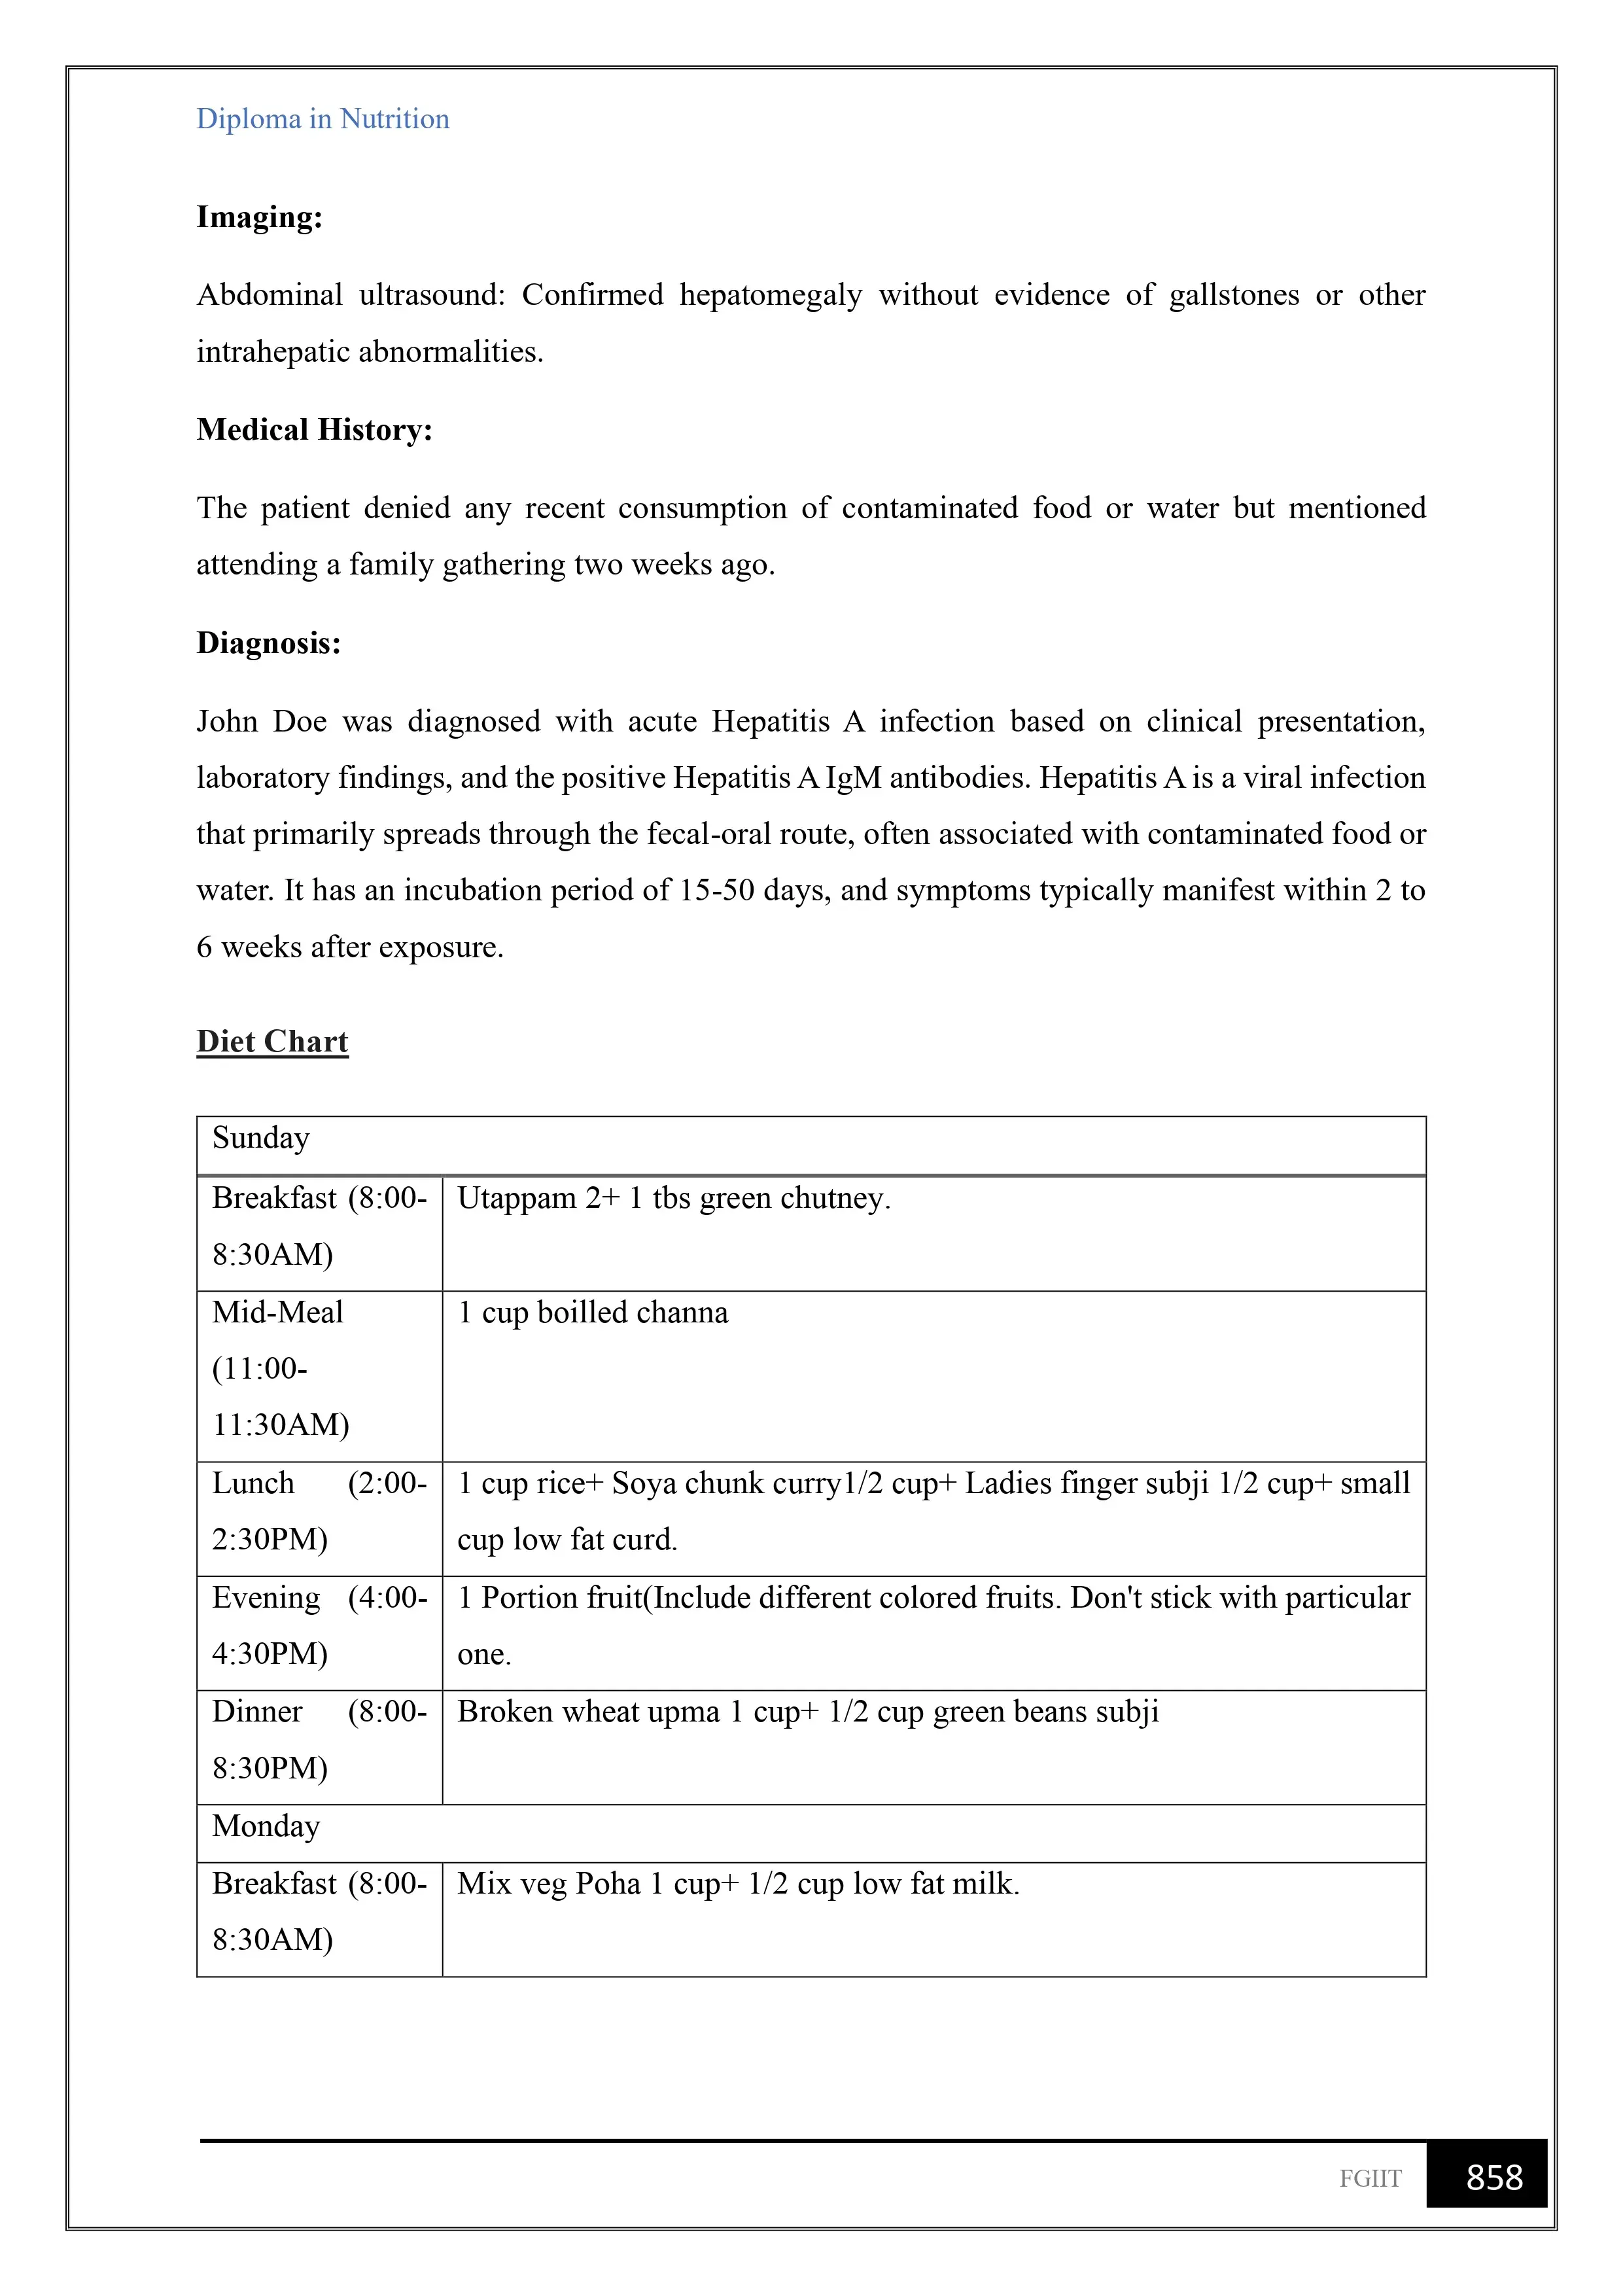 Diploma in Nutrition
Imaging:
Abdominal ultrasound: Confirmed hepatomegaly without evidence of gallstones or other
intrahepatic abnormalities.
Medical History:
The patient denied any recent consumption of contaminated food or water but mentioned
attending a family gathering two weeks ago.
Diagnosis:
John Doe was diagnosed with acute Hepatitis A infection based on clinical presentation,
laboratory findings, and the positive Hepatitis A IgM antibodies. Hepatitis A is a viral infection
that primarily spreads through the fecal-oral route, often associated with contaminated food or
water. It has an incubation period of 15-50 days, and symptoms typically manifest within 2 to
6 weeks after exposure.
Diet Chart
Sunday
Breakfast (8:00-
8:30AM)
Utappam 2+ 1 tbs green chutney.
Mid-Meal
(11:00-
11:30AM)
1 cup boilled channa
Lunch (2:00-
2:30PM)
1 cup rice+ Soya chunk curry1/2 cup+ Ladies finger subji 1/2 cup+ small
cup low fat curd.
Evening (4:00-
4:30PM)
1 Portion fruit(Include different colored fruits. Don't stick with particular
one.
Dinner (8:00-
8:30PM)
Broken wheat upma 1 cup+ 1/2 cup green beans subji
Monday
Breakfast (8:00-
8:30AM)
Mix veg Poha 1 cup+ 1/2 cup low fat milk.
FGIIT 858